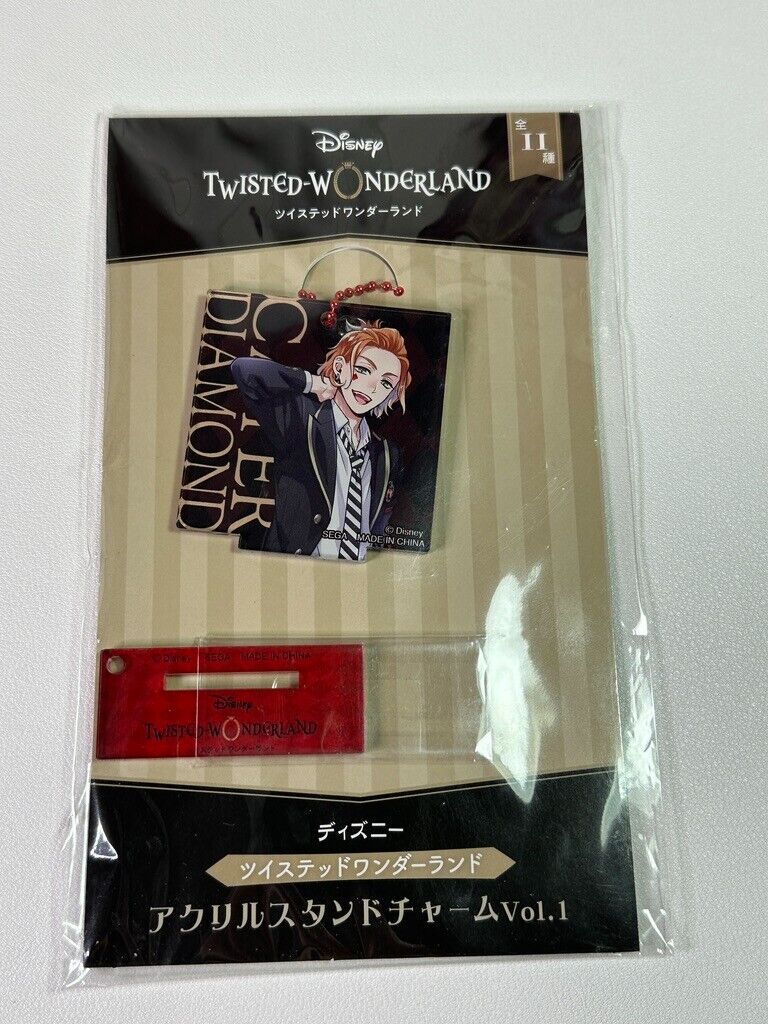 Disney
全11種
TWISTED-WONDERLAND
ツイステッドワンダーランド
CATER
DIAMOND
© Disney
SEGA MADE IN CHINA
© Disney SEGA MADE IN CHINA
Disney
TWISTED-WONDERLAND
ツイステッドワンダーランド
ディズニー
ツイステッドワンダーランド
アクリルスタンドチャームVol.1